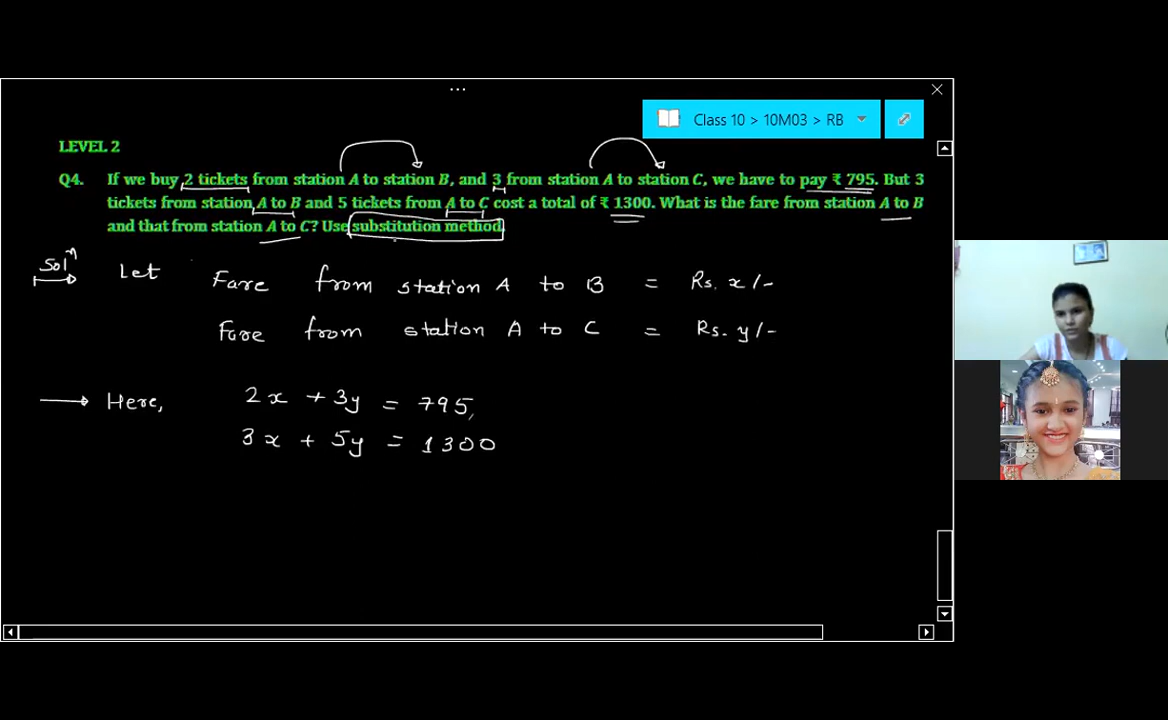 Class 10 > 10M03 > RB
LEVEL 2
Q4. If we buy 2 tickets from station A to station B, and 3 from station A to station C, we have to pay ₹ 795. But 3
tickets from station A to B and 5 tickets from A to C cost a total of ₹ 1300. What is the fare from station A to B
and that from station A to C? Use substitution method.
Solⁿ Let Fare from station A to B = Rs. x/-
Fare from station A to C = Rs. y/-
Here, 2x + 3y = 795,
3x + 5y = 1300